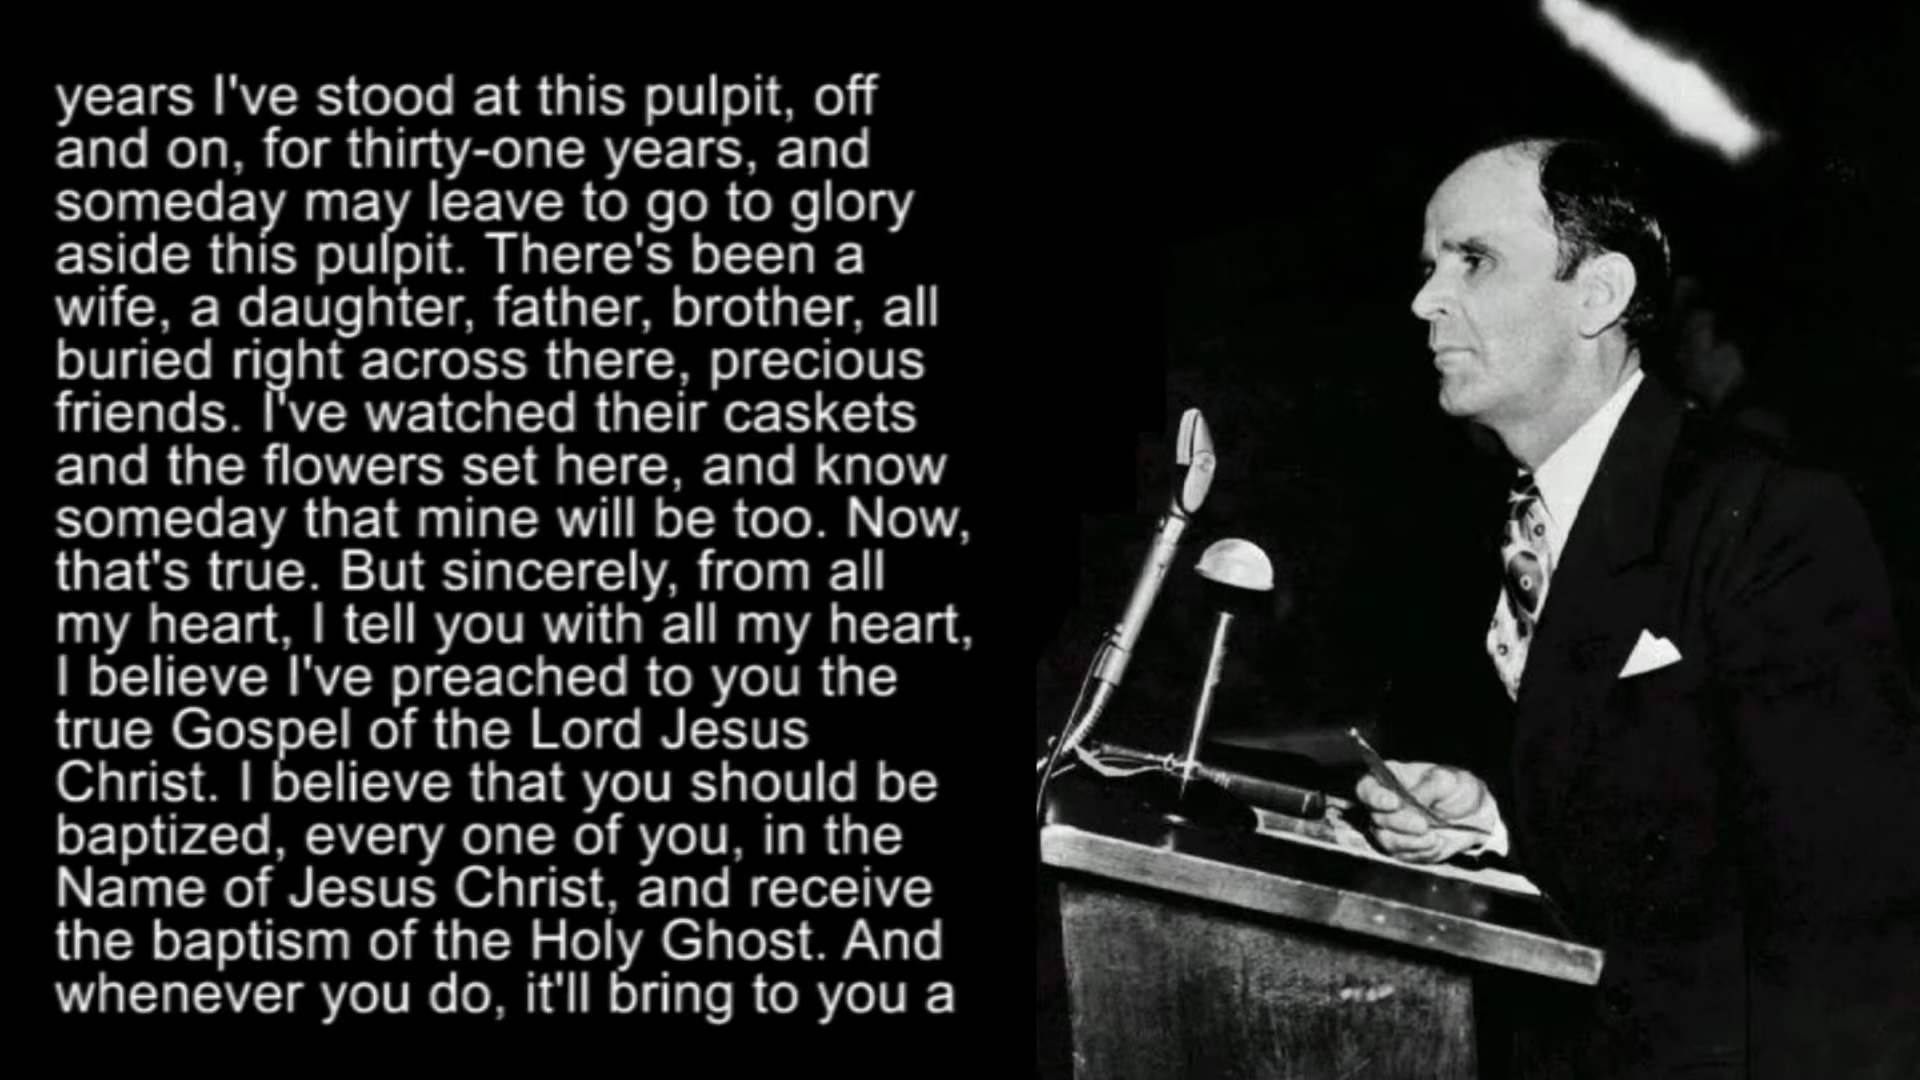 years I've stood at this pulpit, off
and on, for thirty-one years, and
someday may leave to go to glory
aside this pulpit. There's been a
wife, a daughter, father, brother, all
buried right across there, precious
friends. I've watched their caskets
and the flowers set here, and know
someday that mine will be too. Now,
that's true. But sincerely, from all
my heart, I tell you with all my heart,
I believe I've preached to you the
true Gospel of the Lord Jesus
Christ. I believe that you should be
baptized, every one of you, in the
Name of Jesus Christ, and receive
the baptism of the Holy Ghost. And
whenever you do, it'll bring to you a